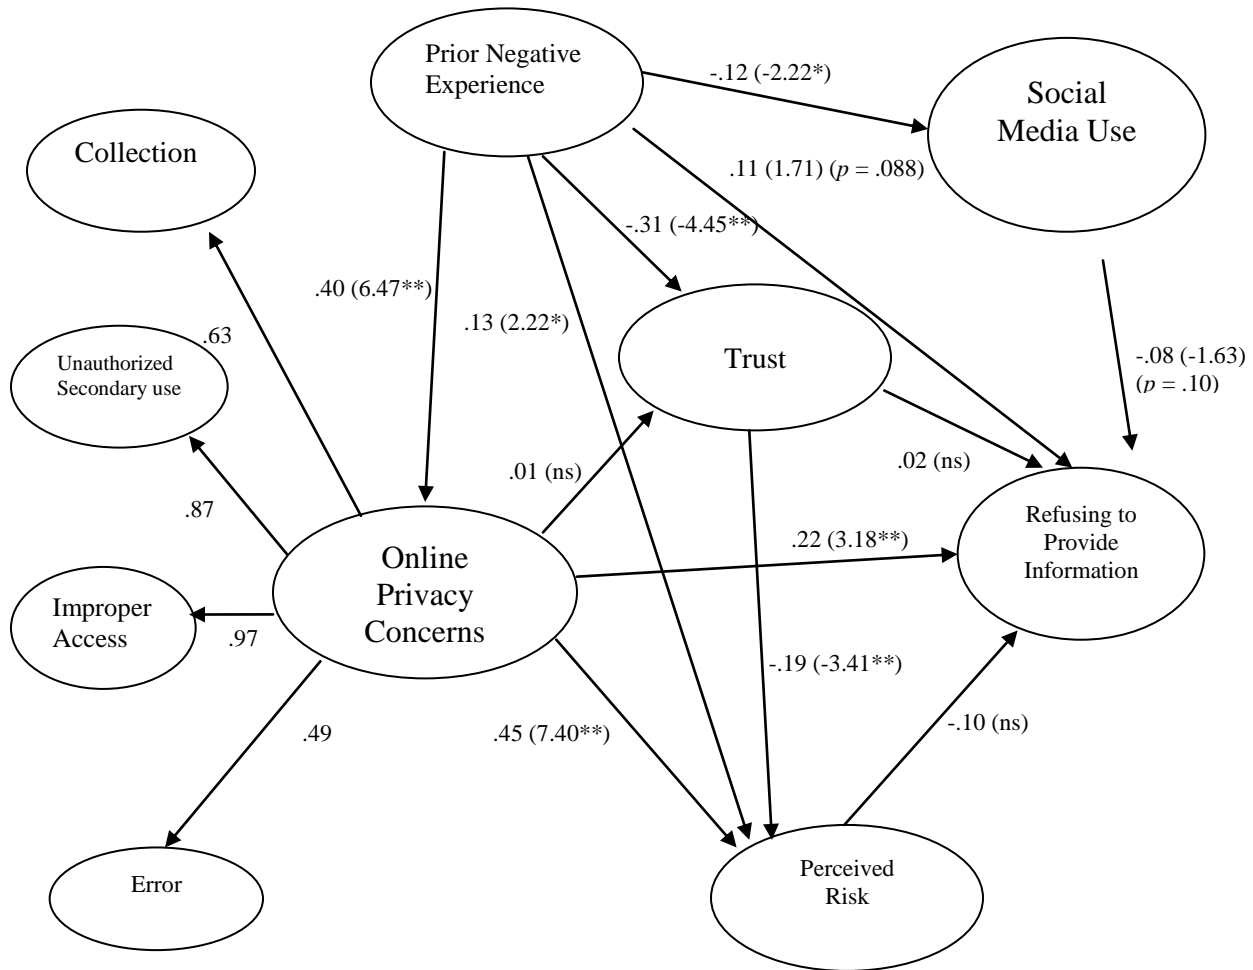 Prior Negative
Experience
-.12 (-2.22*)
Social
Media Use
Collection
.11 (1.71) (p = .088)
-.31 (-4.45**)
.40 (6.47**)
.13 (2.22*)
.63
Unauthorized
Secondary use
Trust
-.08 (-1.63)
(p = .10)
.01 (ns)
.02 (ns)
.87
Refusing to
Provide
Information
.22 (3.18**)
Online
Privacy
Concerns
Improper
Access
.97
-.19 (-3.41**)
.49
.45 (7.40**)
-.10 (ns)
Error
Perceived
Risk